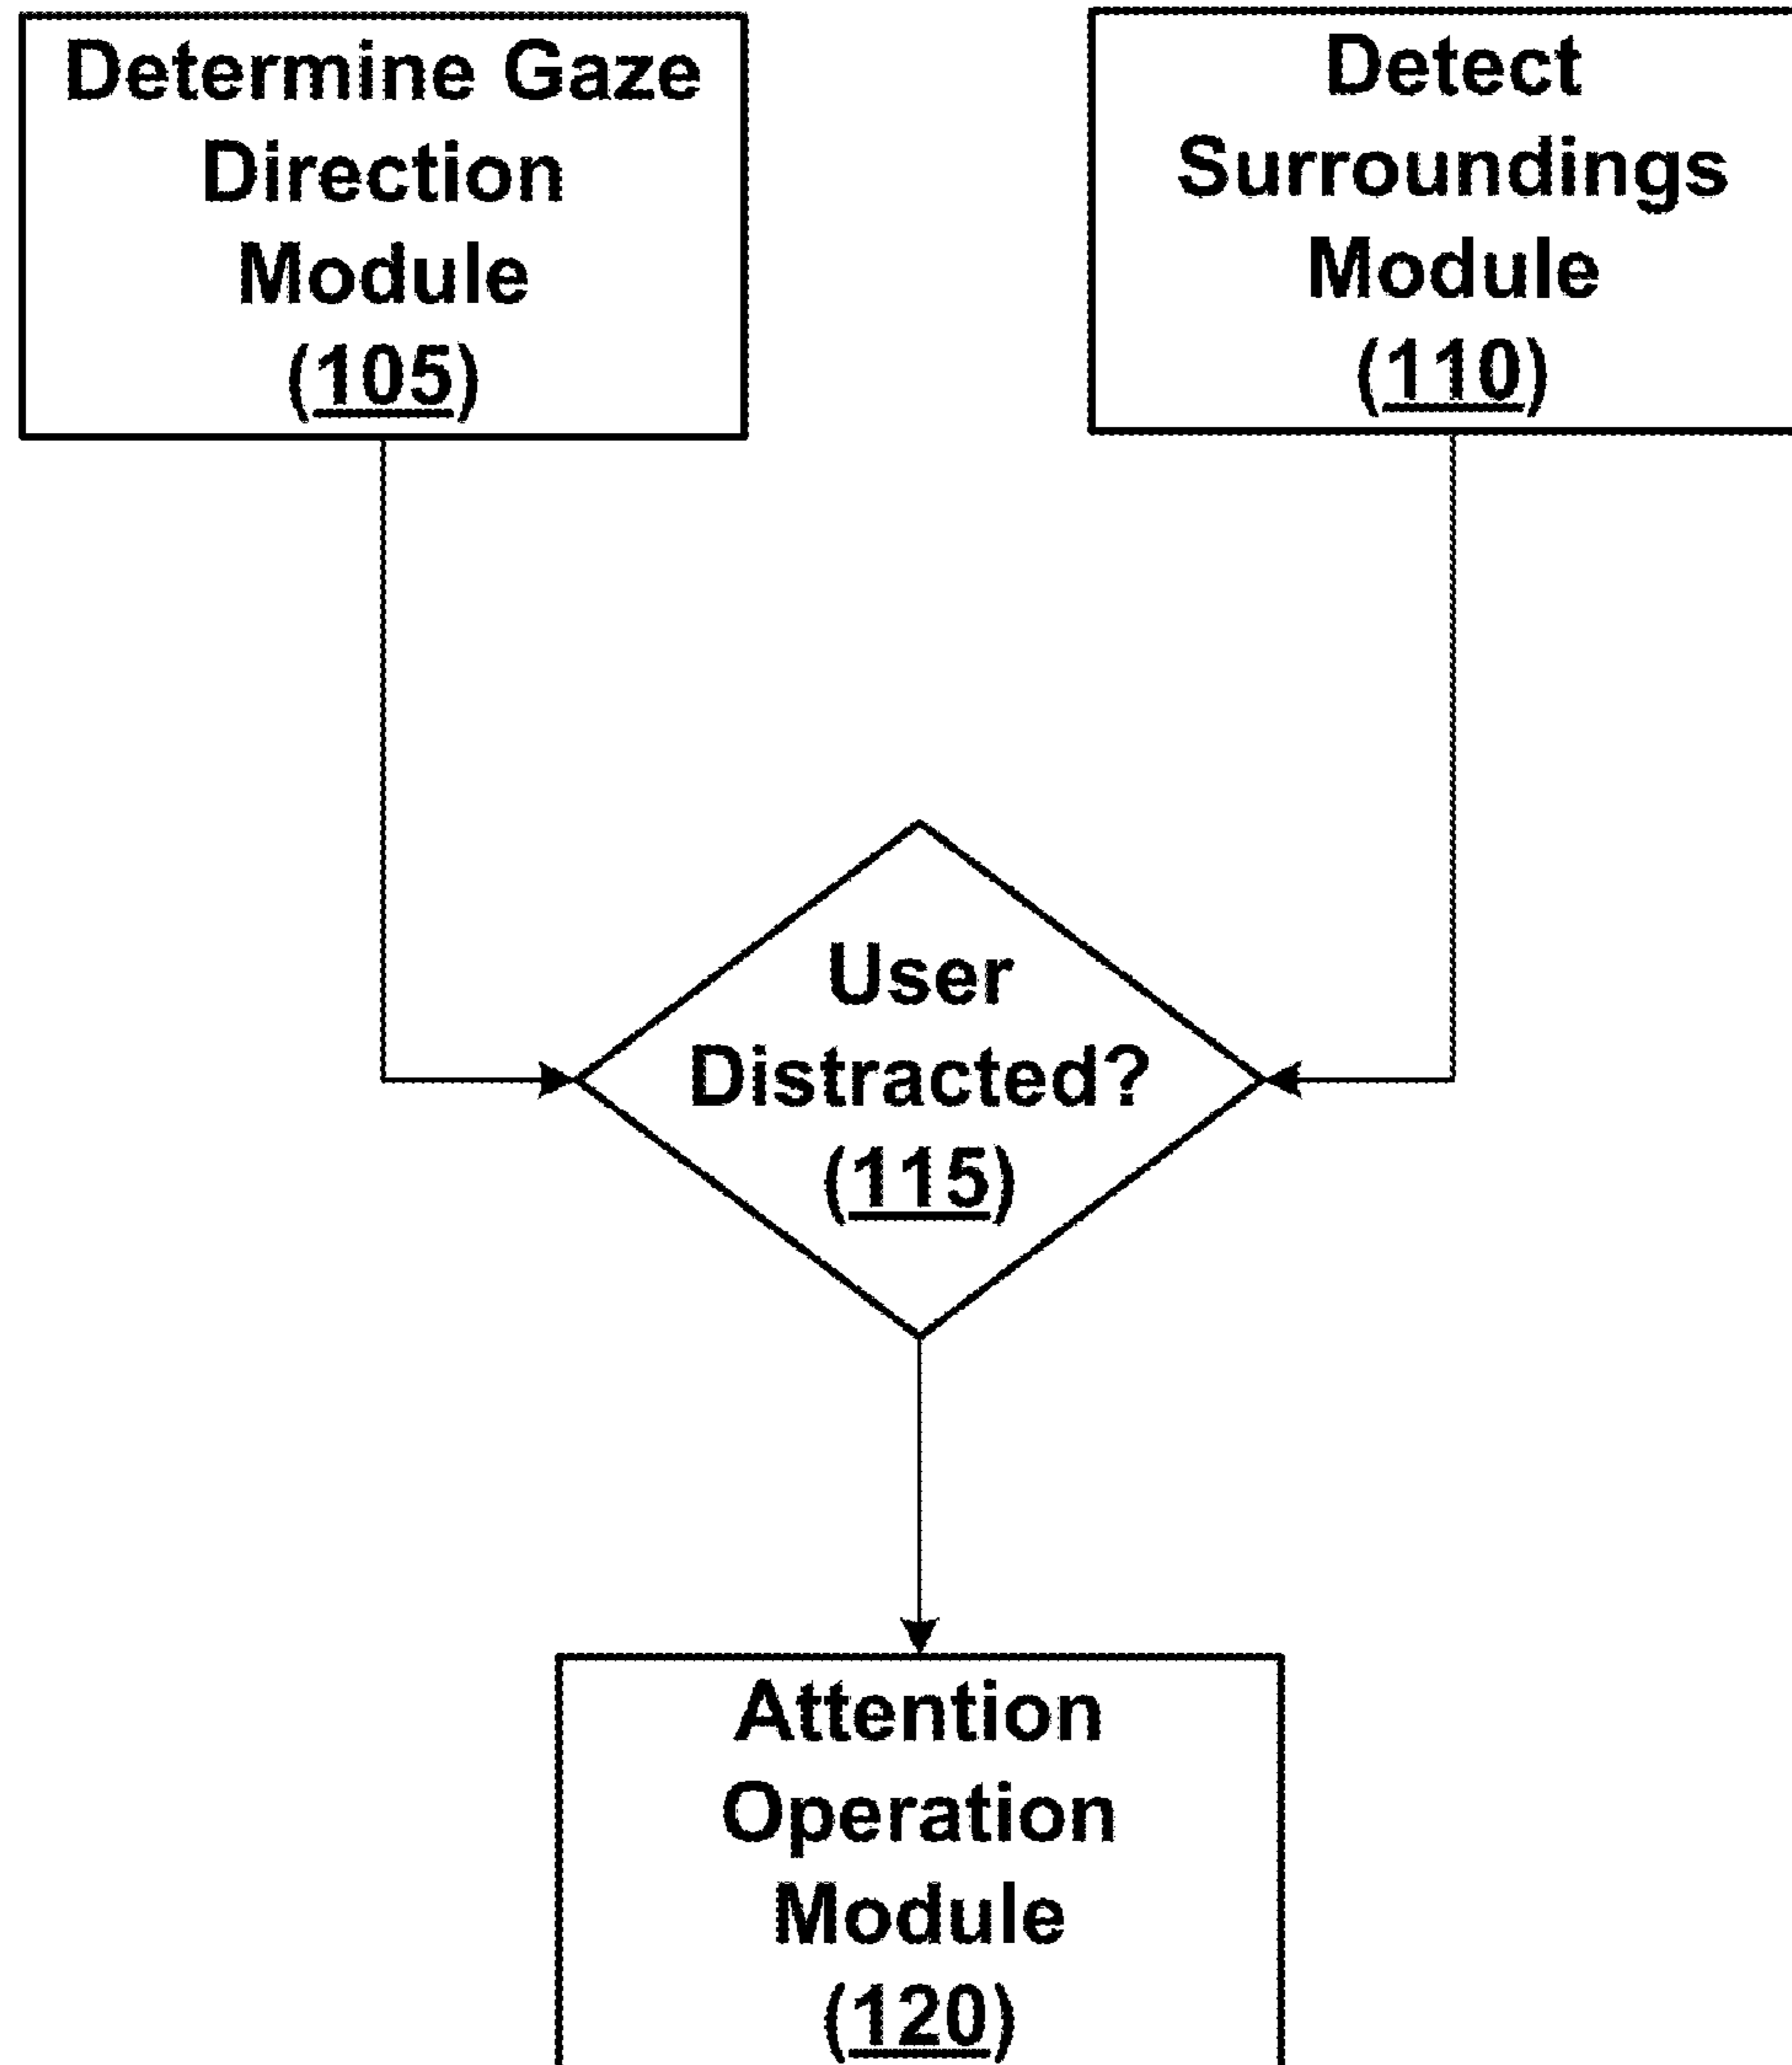 Determine Gaze
Direction
Module
(105)
Detect
Surroundings
Module
(110)
User
Distracted?
(115)
Attention
Operation
Module
(120)